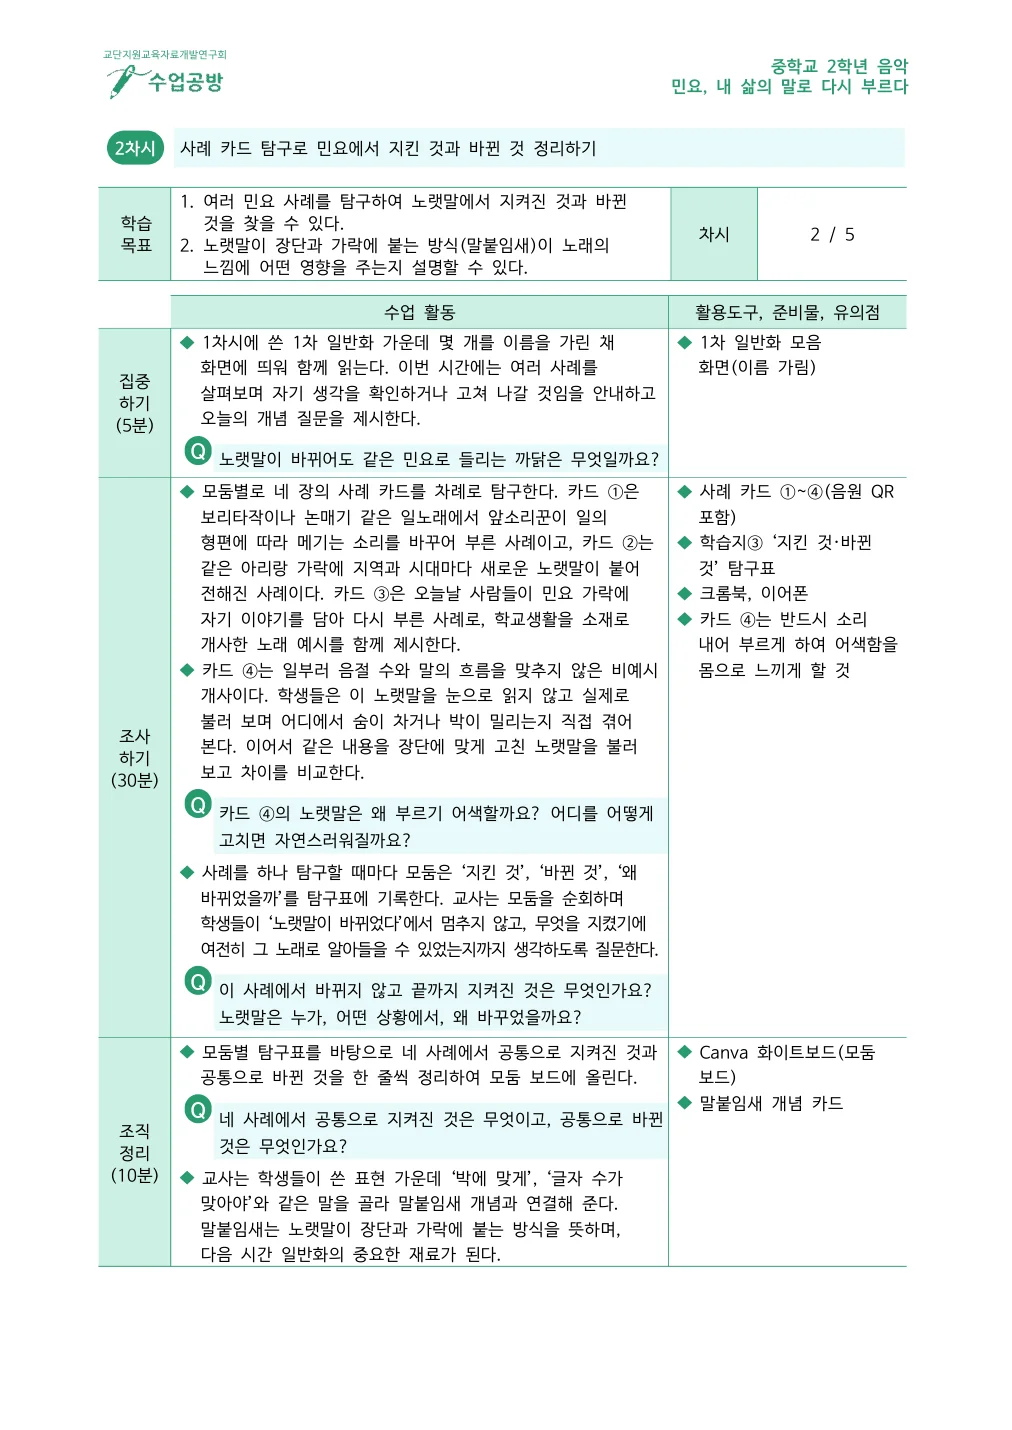 교단지원교육자료개발연구회
수업공방
중학교 2학년 음악
민요, 내 삶의 말로 다시 부르다
2차시
사례 카드 탐구로 민요에서 지킨 것과 바뀐 것 정리하기
학습
목표
1. 여러 민요 사례를 탐구하여 노랫말에서 지켜진 것과 바뀐
것을 찾을 수 있다.
2. 노랫말이 장단과 가락에 붙는 방식(말붙임새)이 노래의
느낌에 어떤 영향을 주는지 설명할 수 있다.
차시
2 / 5
수업 활동
활용도구, 준비물, 유의점
집중
하기
(5분)
◆ 1차시에 쓴 1차 일반화 가운데 몇 개를 이름을 가린 채
화면에 띄워 함께 읽는다. 이번 시간에는 여러 사례를
살펴보며 자기 생각을 확인하거나 고쳐 나갈 것임을 안내하고
오늘의 개념 질문을 제시한다.
Q 노랫말이 바뀌어도 같은 민요로 들리는 까닭은 무엇일까요?
◆ 1차 일반화 모음
화면(이름 가림)
조사
하기
(30분)
◆ 모둠별로 네 장의 사례 카드를 차례로 탐구한다. 카드 ①은
보리타작이나 논매기 같은 일노래에서 앞소리꾼이 일의
형편에 따라 메기는 소리를 바꾸어 부른 사례이고, 카드 ②는
같은 아리랑 가락에 지역과 시대마다 새로운 노랫말이 붙어
전해진 사례이다. 카드 ③은 오늘날 사람들이 민요 가락에
자기 이야기를 담아 다시 부른 사례로, 학교생활을 소재로
개사한 노래 예시를 함께 제시한다.
◆ 카드 ④는 일부러 음절 수와 말의 흐름을 맞추지 않은 비예시
개사이다. 학생들은 이 노랫말을 눈으로 읽지 않고 실제로
불러 보며 어디에서 숨이 차거나 박이 밀리는지 직접 겪어
본다. 이어서 같은 내용을 장단에 맞게 고친 노랫말을 불러
보고 차이를 비교한다.
Q 카드 ④의 노랫말은 왜 부르기 어색할까요? 어디를 어떻게
고치면 자연스러워질까요?
◆ 사례를 하나 탐구할 때마다 모둠은 ‘지킨 것’, ‘바뀐 것’, ‘왜
바뀌었을까’를 탐구표에 기록한다. 교사는 모둠을 순회하며
학생들이 ‘노랫말이 바뀌었다’에서 멈추지 않고, 무엇을 지켰기에
여전히 그 노래로 알아들을 수 있었는지까지 생각하도록 질문한다.
Q 이 사례에서 바뀌지 않고 끝까지 지켜진 것은 무엇인가요?
노랫말은 누가, 어떤 상황에서, 왜 바꾸었을까요?
◆ 사례 카드 ①~④(음원 QR
포함)
◆ 학습지③ ‘지킨 것·바뀐
것’ 탐구표
◆ 크롬북, 이어폰
◆ 카드 ④는 반드시 소리
내어 부르게 하여 어색함을
몸으로 느끼게 할 것
조직
정리
(10분)
◆ 모둠별 탐구표를 바탕으로 네 사례에서 공통으로 지켜진 것과
공통으로 바뀐 것을 한 줄씩 정리하여 모둠 보드에 올린다.
Q 네 사례에서 공통으로 지켜진 것은 무엇이고, 공통으로 바뀐
것은 무엇인가요?
◆ 교사는 학생들이 쓴 표현 가운데 ‘박에 맞게’, ‘글자 수가
맞아야’와 같은 말을 골라 말붙임새 개념과 연결해 준다.
말붙임새는 노랫말이 장단과 가락에 붙는 방식을 뜻하며,
다음 시간 일반화의 중요한 재료가 된다.
◆ Canva 화이트보드(모둠
보드)
◆ 말붙임새 개념 카드